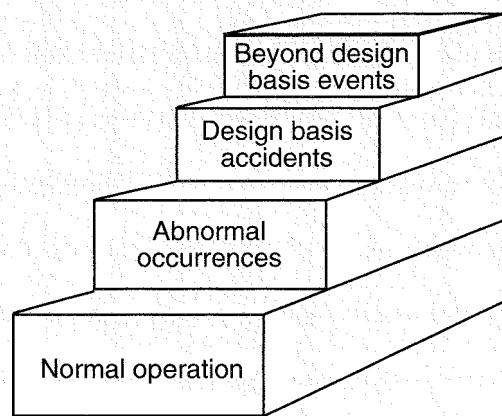 Beyond design
basis events
Design basis
accidents
Abnormal
occurrences
Normal operation